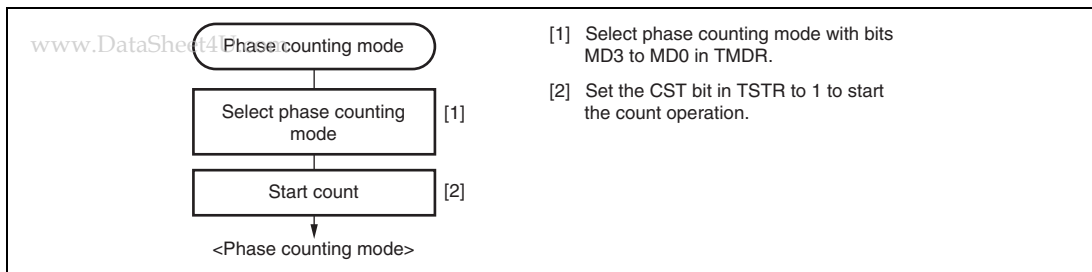 www.DataSheet4U.com
Phase counting mode
Select phase counting
mode
[1]
Start count
[2]
<Phase counting mode>
[1] Select phase counting mode with bits
MD3 to MD0 in TMDR.
[2] Set the CST bit in TSTR to 1 to start
the count operation.